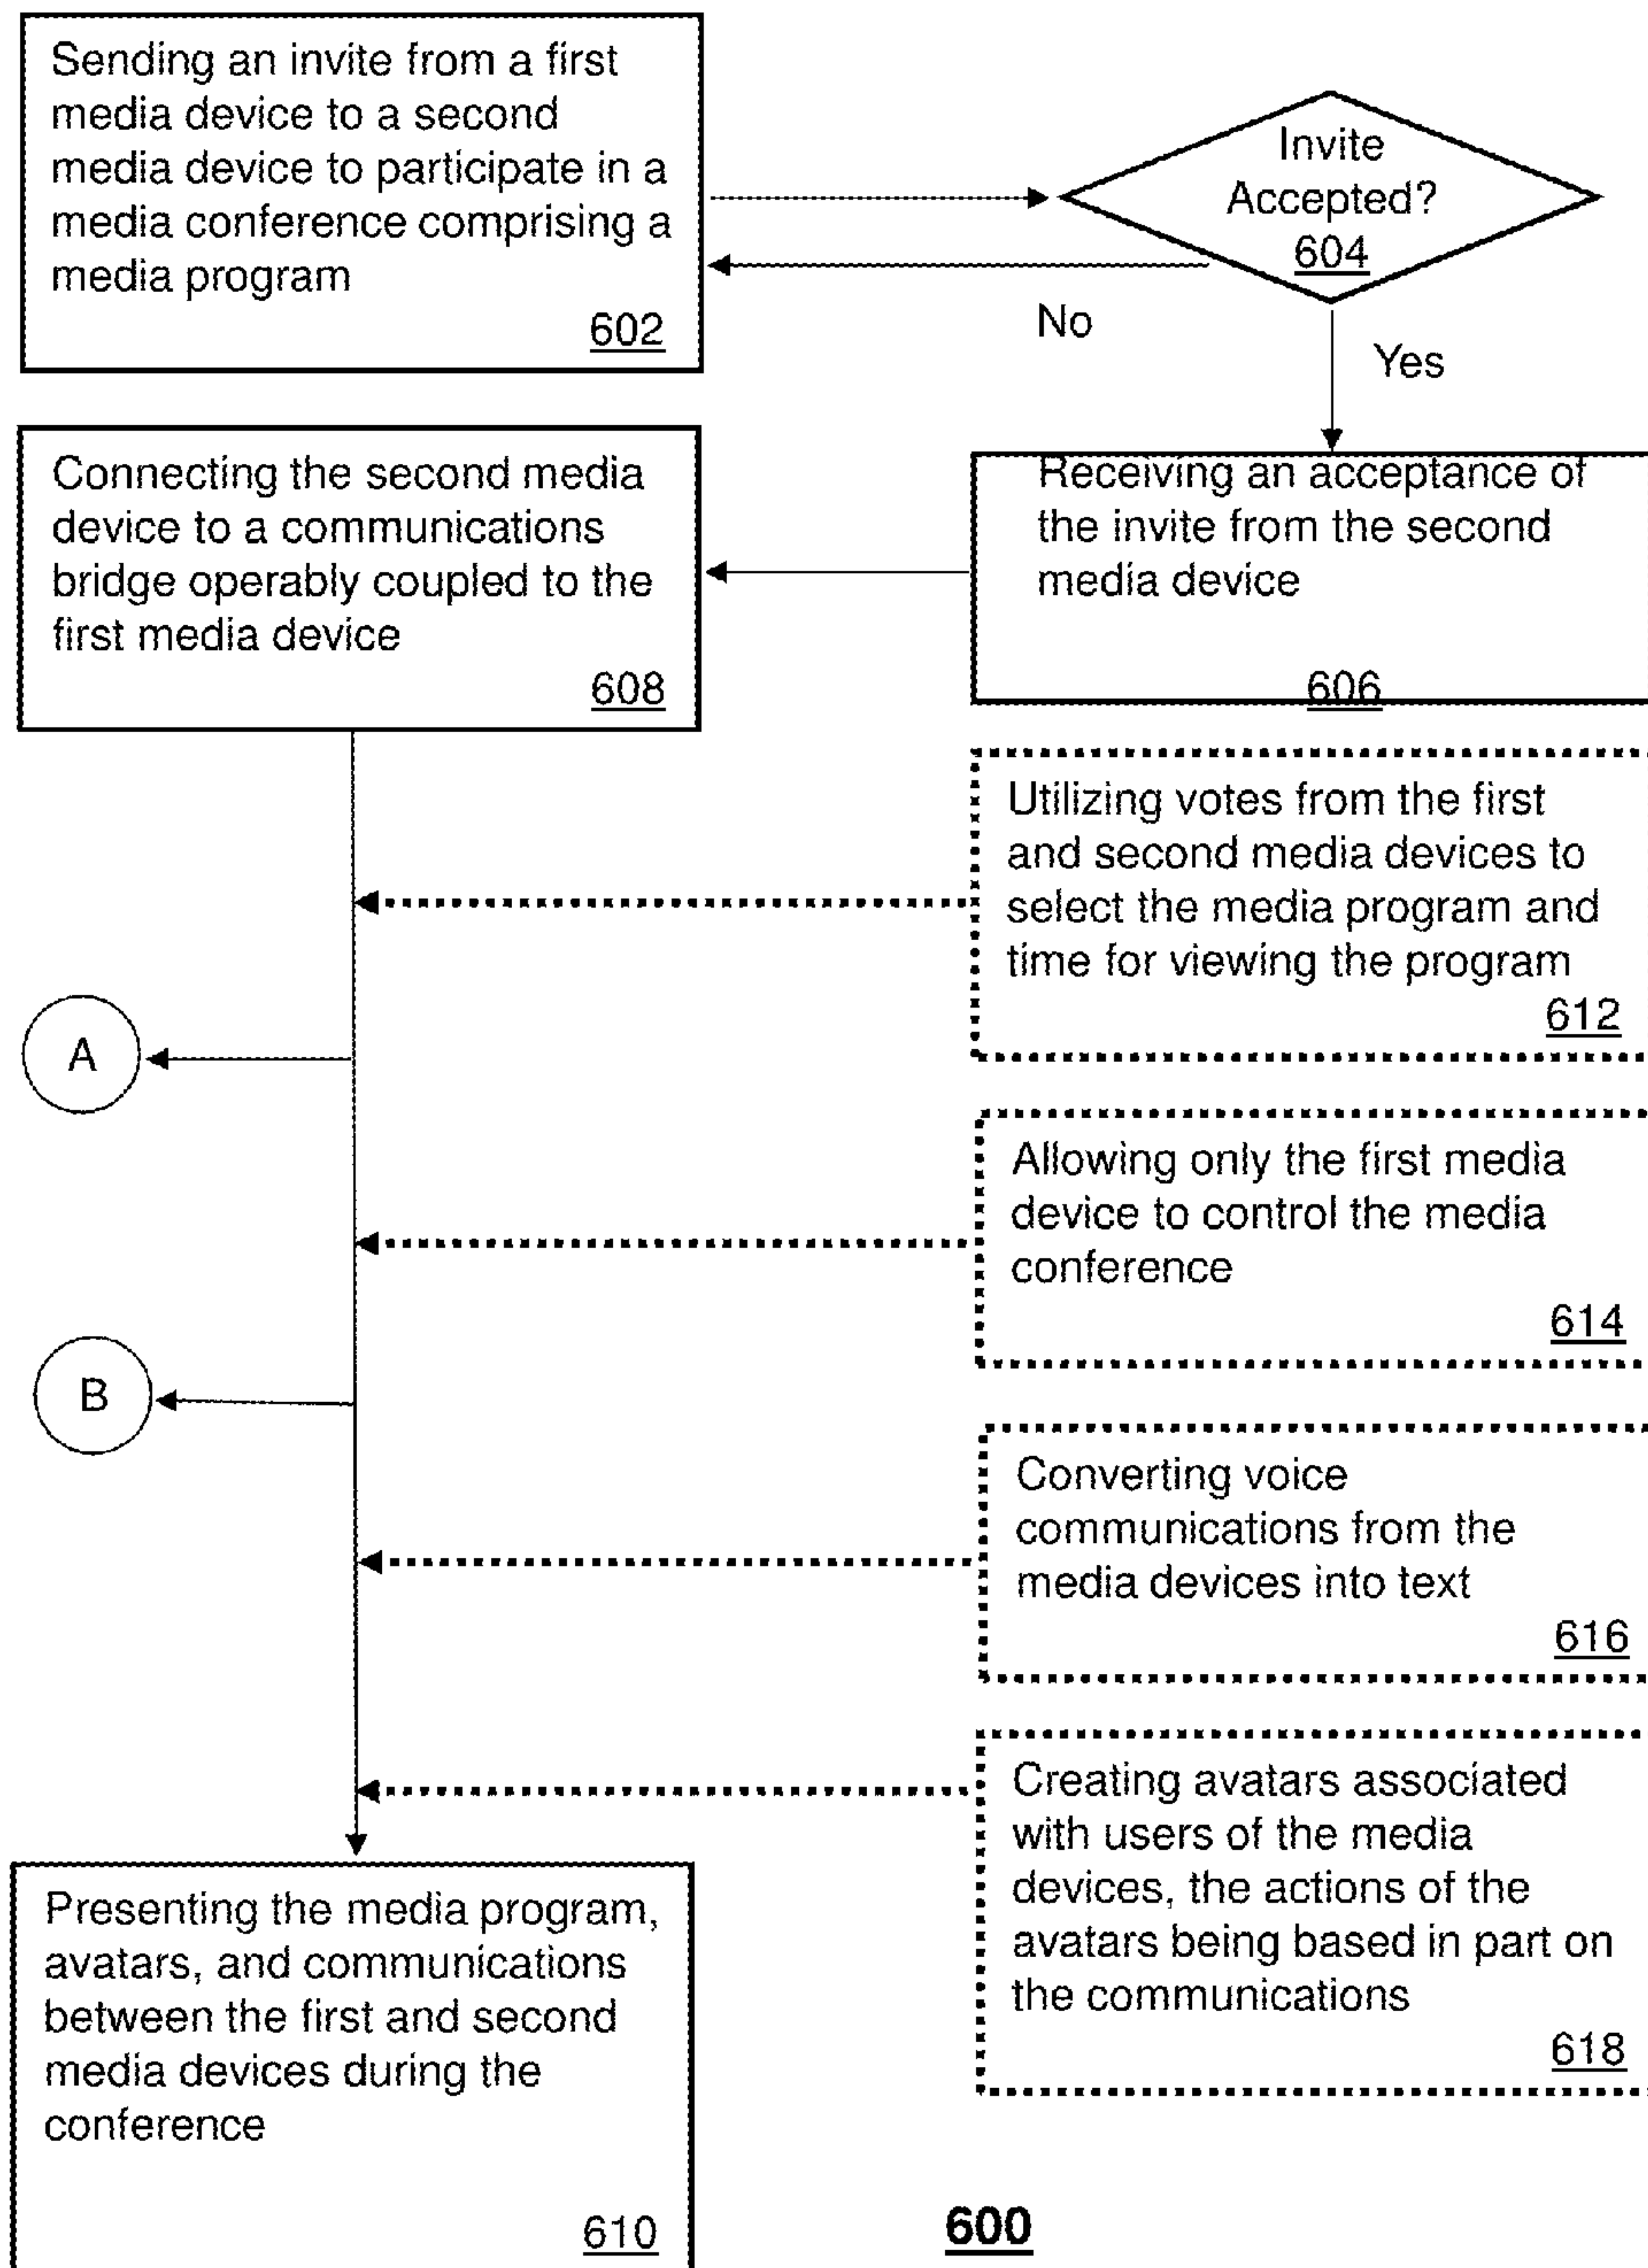 Sending an invite from a first
media device to a second
media device to participate in a
media conference comprising a
media program
602
Invite
Accepted?
604
No
Yes
Receiving an acceptance of
the invite from the second
media device
606
Connecting the second media
device to a communications
bridge operably coupled to the
first media device
608
Utilizing votes from the first
and second media devices to
select the media program and
time for viewing the program
612
A
Allowing only the first media
device to control the media
conference
614
B
Converting voice
communications from the
media devices into text
616
Creating avatars associated
with users of the media
devices, the actions of the
avatars being based in part on
the communications
618
Presenting the media program,
avatars, and communications
between the first and second
media devices during the
conference
610
600